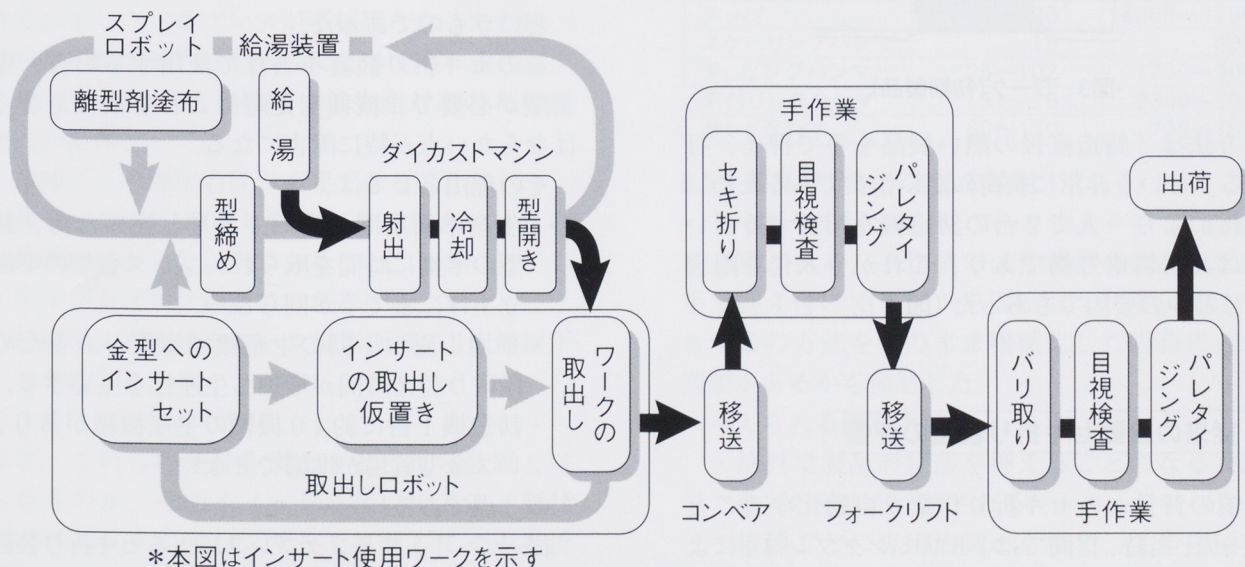 スプレイ
ロボット
給湯装置
離型剤塗布
給
湯
ダイカストマシン
型締め
射出
冷却
型開き
金型への
インサート
セット
インサート
の取出し
仮置き
ワークの
取出し
取出しロボット
*本図はインサート使用ワークを示す
移送
コンベア
手作業
セキ折り
目視検査
パレタイ
ジング
移送
フォークリフト
バリ取り
目視検査
パレタイ
ジング
手作業
出荷